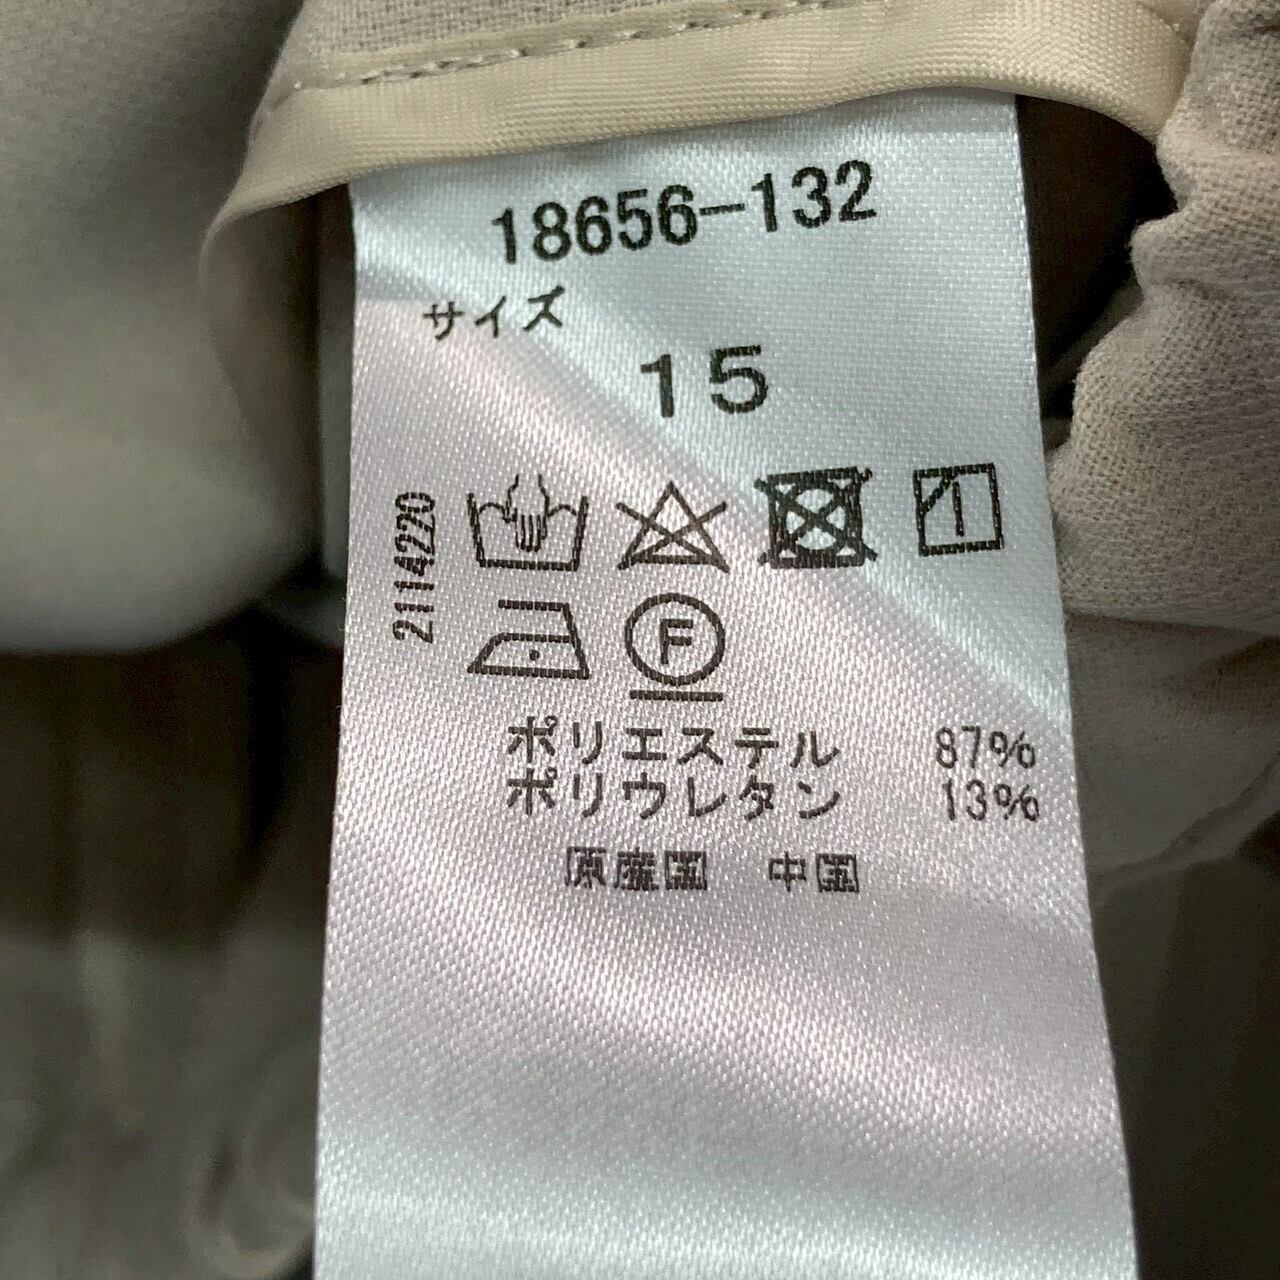 18656-132
サイズ
15
2114220
F
ポリエステル 87%
ポリウレタン 13%
原産国 中国